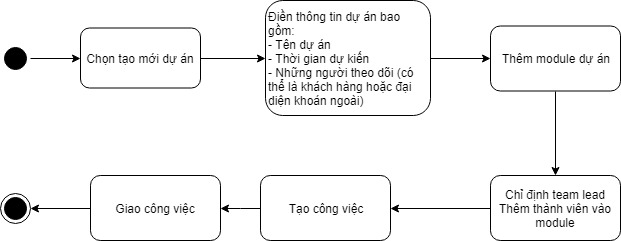 Chọn tạo mới dự án
Điền thông tin dự án bao
gồm:
- Tên dự án
- Thời gian dự kiến
- Những người theo dõi (có
thể là khách hàng hoặc đại
diện khoán ngoài)
Thêm module dự án
Chỉ định team lead
Thêm thành viên vào
module
Tạo công việc
Giao công việc